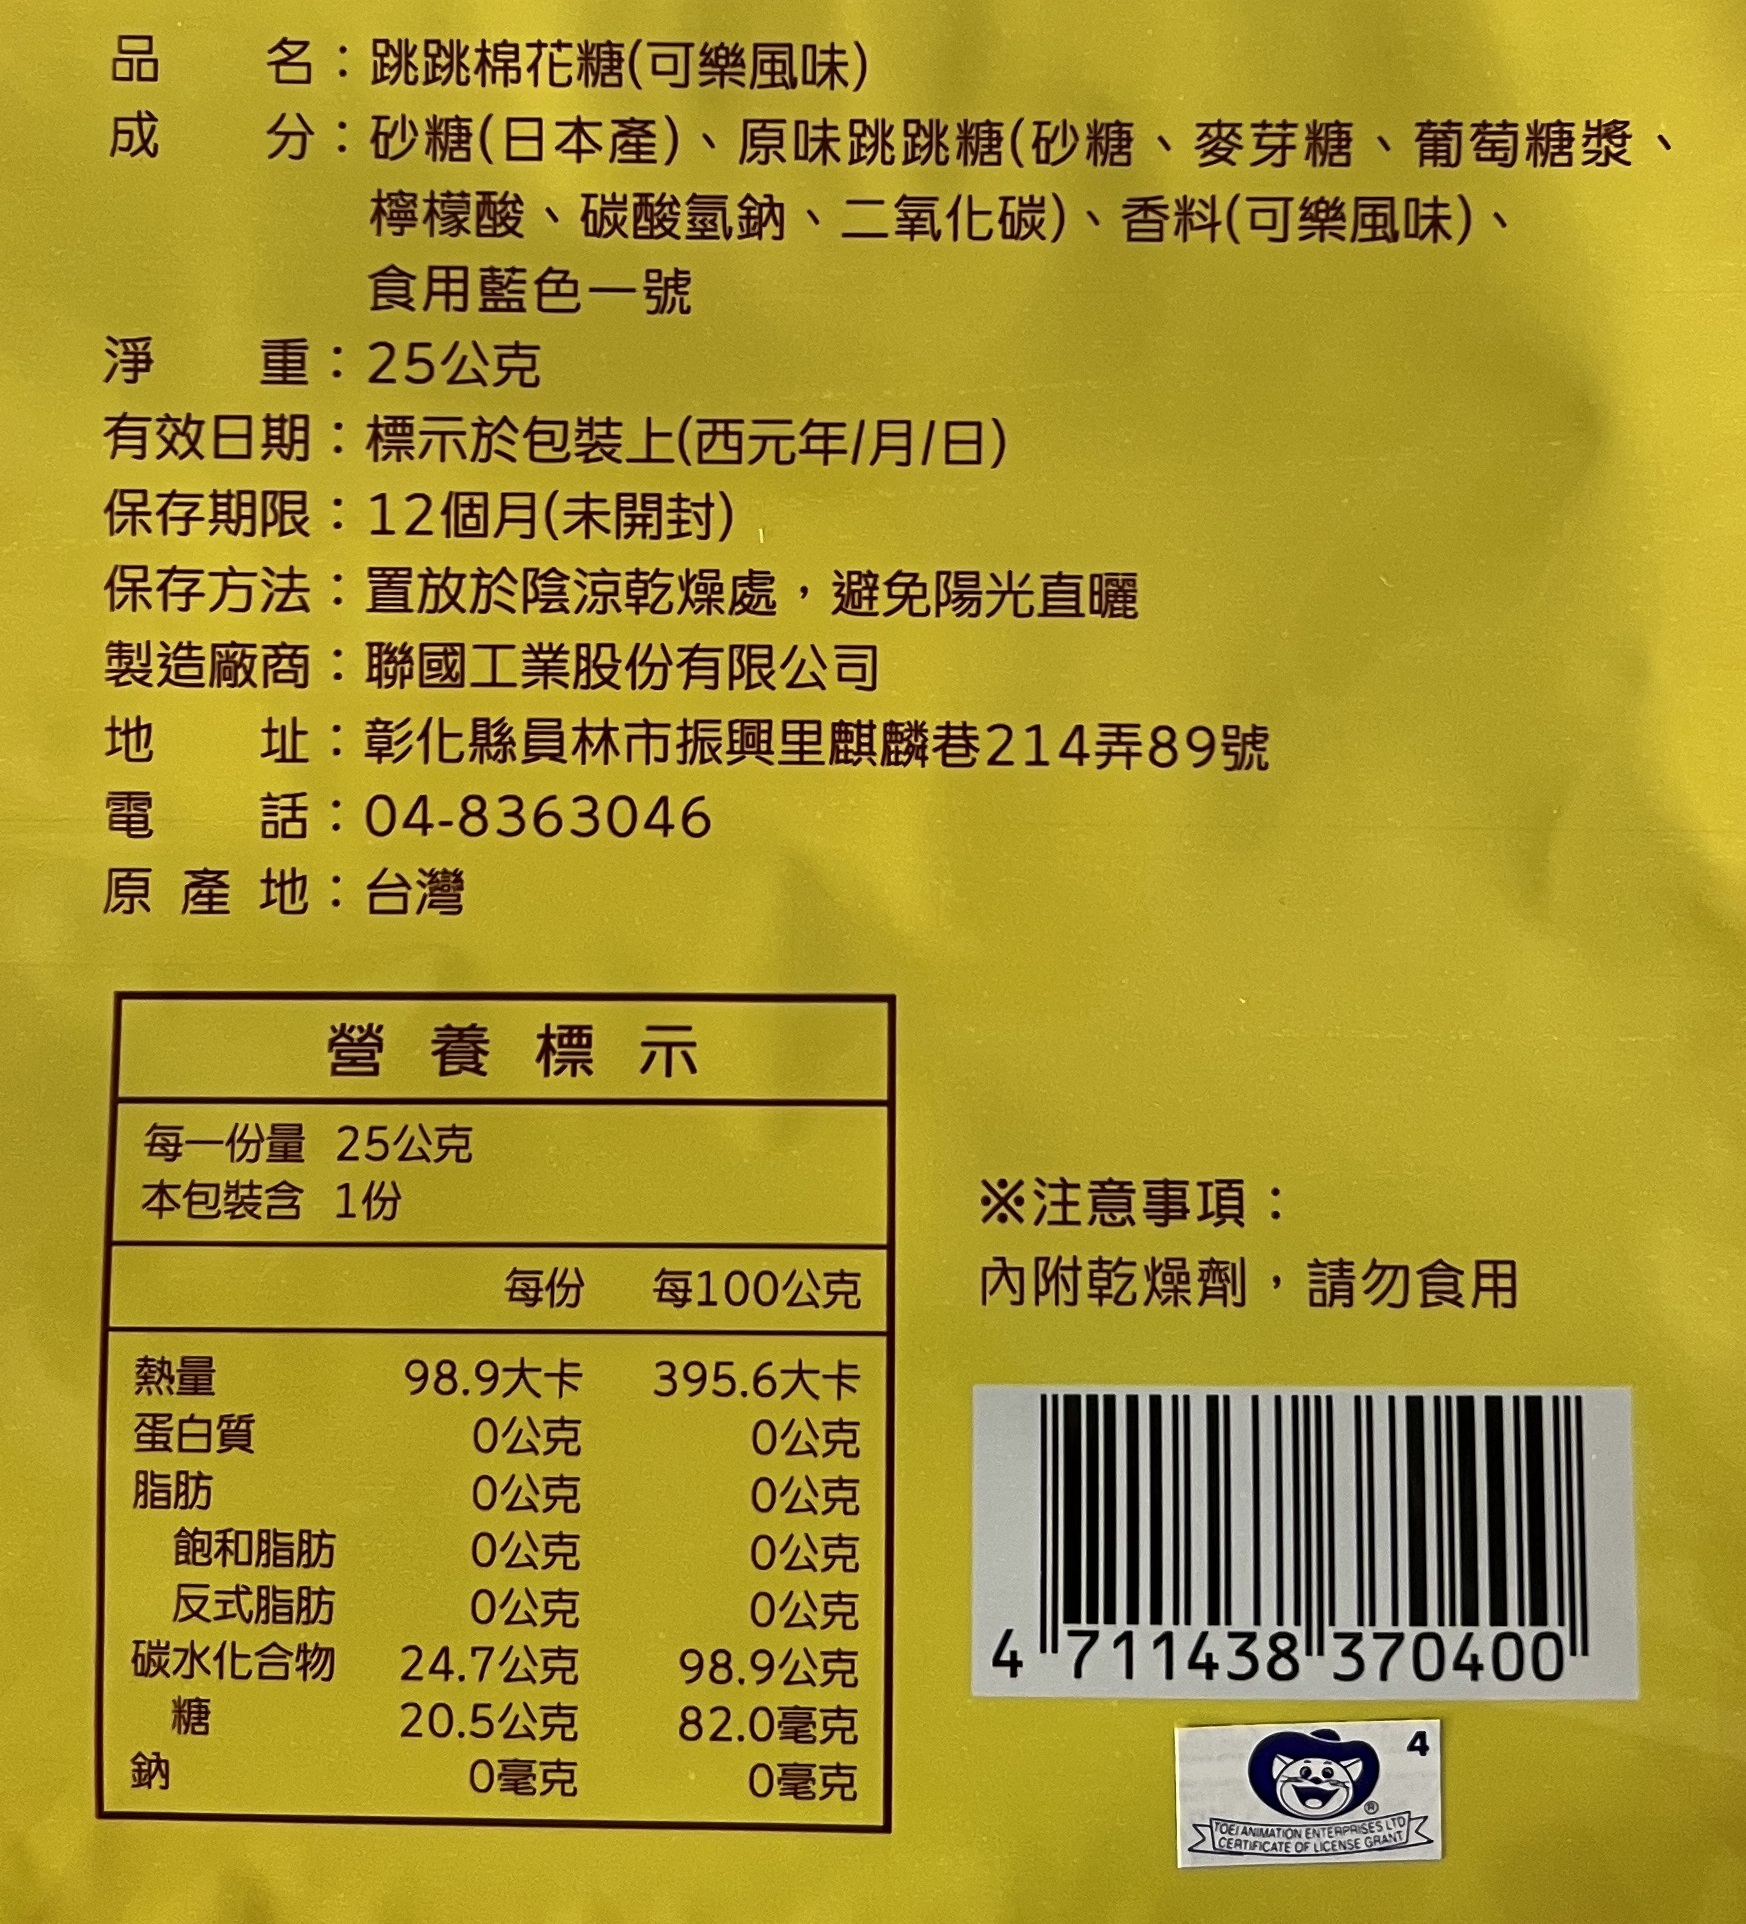 品名：跳跳棉花糖(可樂風味)
成分：砂糖(日本產)、原味跳跳糖(砂糖、麥芽糖、葡萄糖漿、
檸檬酸、碳酸氫鈉、二氧化碳)、香料(可樂風味)、
食用藍色一號
淨重：25公克
有效日期：標示於包裝上(西元年/月/日)
保存期限：12個月(未開封)
保存方法：置放於陰涼乾燥處，避免陽光直曬
製造廠商：聯國工業股份有限公司
地址：彰化縣員林市振興里麒麟巷214弄89號
電話：04-8363046
原產地：台灣
營養標示
每一份量 25公克
本包裝含 1份
每份 每100公克
熱量 98.9大卡 395.6大卡
蛋白質 0公克 0公克
脂肪 0公克 0公克
飽和脂肪 0公克 0公克
反式脂肪 0公克 0公克
碳水化合物 24.7公克 98.9公克
糖 20.5公克 82.0毫克
鈉 0毫克 0毫克
※注意事項：
內附乾燥劑，請勿食用
4 711438 370400
4
®
TOEI ANIMATION ENTERPRISES LTD
CERTIFICATE OF LICENSE GRANT